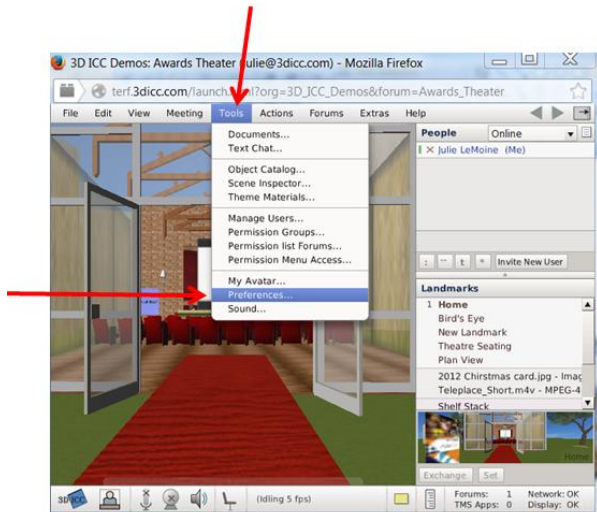 3D ICC Demos: Awards Theater (julie@3dicc.com) - Mozilla Firefox
terf.3dicc.com/launch. l?org=3D_ICC_Demos&forum=Awards_Theater
File Edit View Meeting Tools Actions Forums Extras Help
Documents...
Text Chat...
Object Catalog...
Scene Inspector...
Theme Materials...
Manage Users...
Permission Groups...
Permission list Forums...
Permission Menu Access...
My Avatar...
Preferences...
Sound...
People Online
Julie LeMoine (Me)
: -- t * Invite New User
Landmarks
1 Home
Bird's Eye
New Landmark
Theatre Seating
Plan View
2012 Chirstmas card.jpg - Imag
Teleplace_Short.m4v - MPEG-4
Shelf Stack
Home
Exchange Set
3D ICC (Idling 5 fps)
Forums: 1 Network: OK
TMS Apps: 0 Display: OK